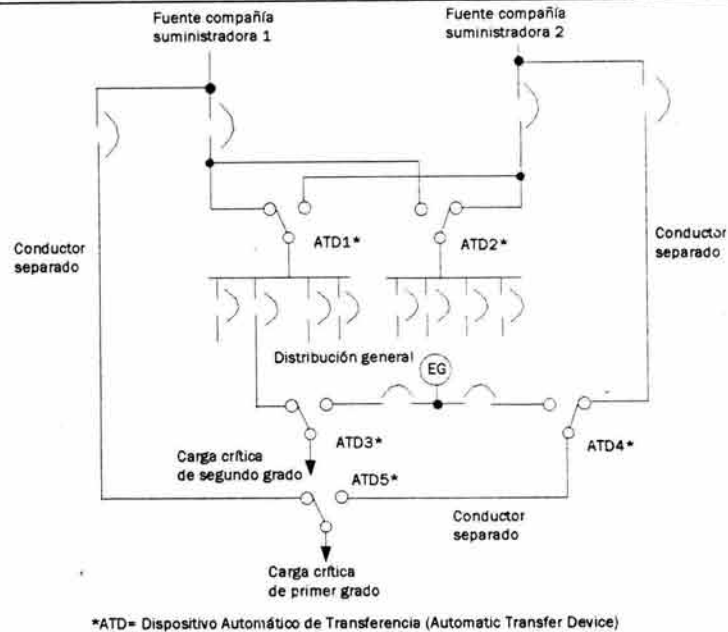 Fuente compañía
suministradora 1
Fuente compañía
suministradora 2
Conductor
separado
ATD1*
ATD2*
Conductor
separado
Distribución general
EG
ATD3*
ATD4*
Carga crítica
de segundo grado
ATD5*
Conductor
separado
Carga crítica
de primer grado
*ATD= Dispositivo Automático de Transferencia (Automatic Transfer Device)